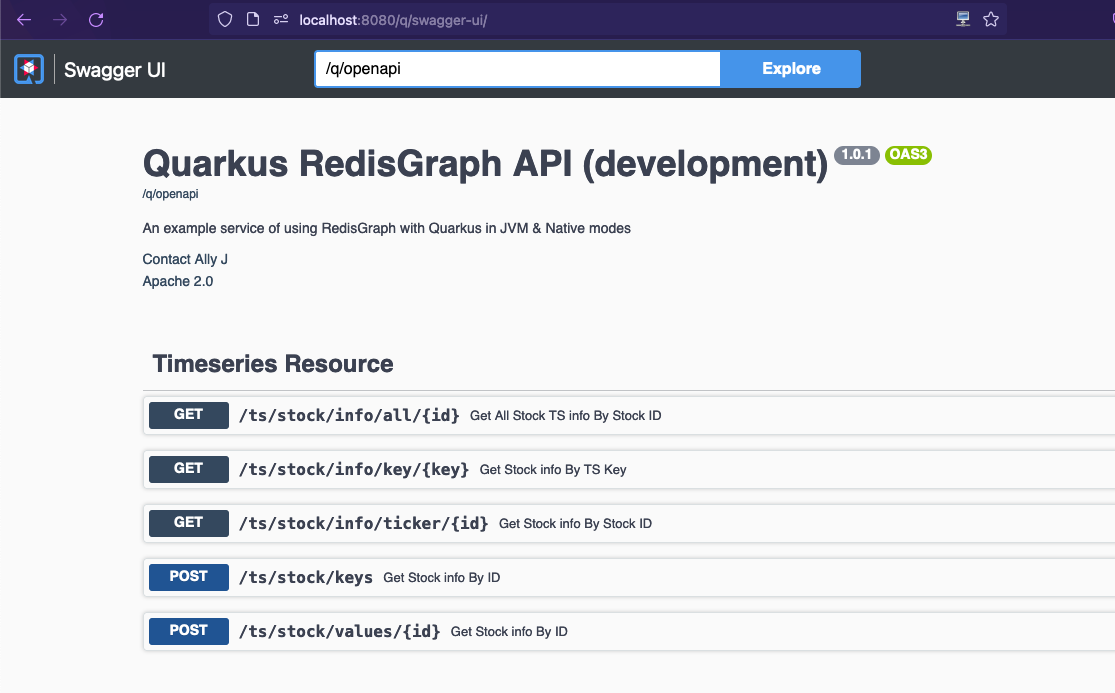 localhost:8080/q/swagger-ui/
Swagger UI
/q/openapi
Explore
Quarkus RedisGraph API (development) 1.0.1 OAS3
/q/openapi
An example service of using RedisGraph with Quarkus in JVM & Native modes
Contact Ally J
Apache 2.0
Timeseries Resource
GET /ts/stock/info/all/{id} Get All Stock TS info By Stock ID
GET /ts/stock/info/key/{key} Get Stock info By TS Key
GET /ts/stock/info/ticker/{id} Get Stock info By Stock ID
POST /ts/stock/keys Get Stock info By ID
POST /ts/stock/values/{id} Get Stock info By ID